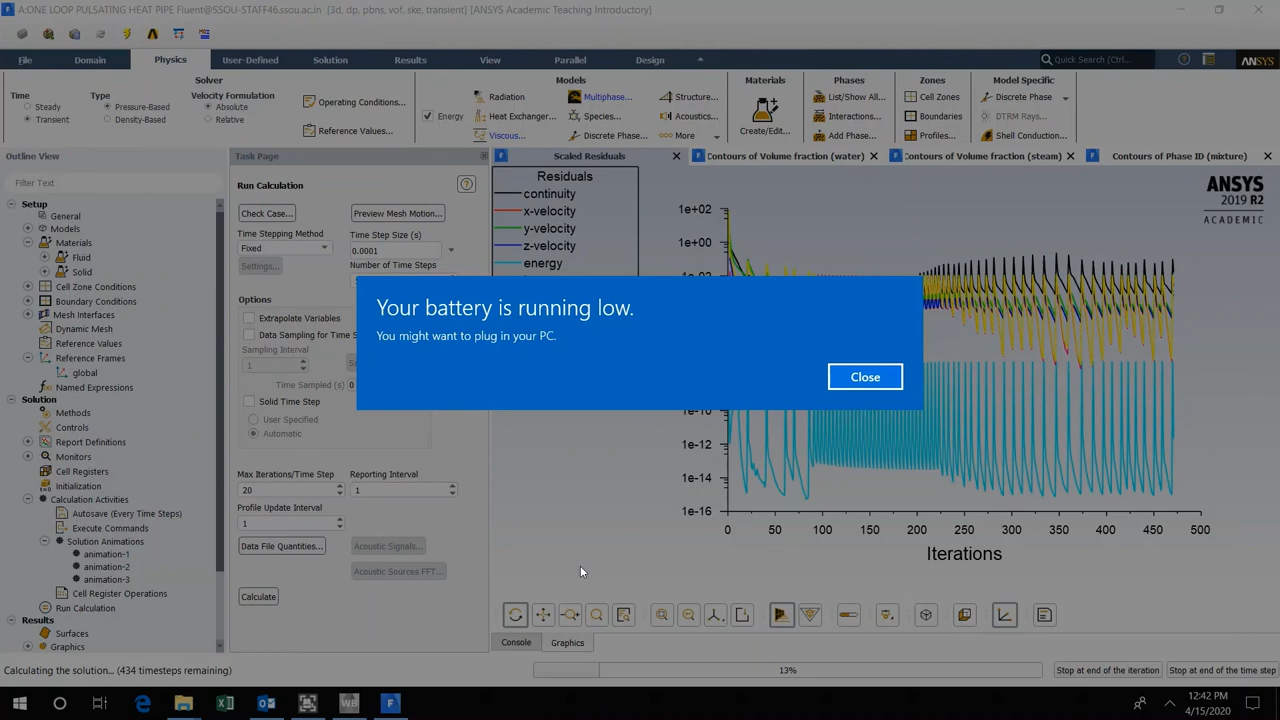 A:ONE LOOP PULSATING HEAT PIPE Fluent@SSOU-STAFF46.ssou.ac.in [3d, dp, pbns, vof, ske, transient] [ANSYS Academic Teaching Introductory]
File Domain Physics User-Defined Solution Results View Parallel Design Quick Search (Ctrl... ANSYS
Solver Models Materials Phases Zones Model Specific
Time Type Velocity Formulation
Steady Pressure-Based Absolute Operating Conditions... Radiation Multiphase... Structure... List/Show All... Cell Zones Discrete Phase
Transient Density-Based Relative Reference Values... Energy Heat Exchanger... Species... Acoustics... Create/Edit... Interactions... Boundaries DTRM Rays...
Viscous... Discrete Phase... More Add Phase... Profiles... Shell Conduction...
Outline View Task Page Scaled Residuals Contours of Volume fraction (water) Contours of Volume fraction (steam) Contours of Phase ID (mixture)
Filter Text
Setup
General
Models
Materials
Fluid
Solid
Cell Zone Conditions
Boundary Conditions
Mesh Interfaces
Dynamic Mesh
Reference Values
Reference Frames
global
Named Expressions
Solution
Methods
Controls
Report Definitions
Monitors
Cell Registers
Initialization
Calculation Activities
Autosave (Every Time Steps)
Execute Commands
Solution Animations
animation-1
animation-2
animation-3
Cell Register Operations
Run Calculation
Results
Surfaces
Graphics
Run Calculation
?
Check Case... Preview Mesh Motion...
Time Stepping Method Time Step Size (s)
Fixed 0.0001
Settings... Number of Time Steps
Options
Extrapolate Variables
Data Sampling for Time S
Sampling Interval
1
Time Sampled (s) 0
Solid Time Step
User Specified
Automatic
Max Iterations/Time Step Reporting Interval
20 1
Profile Update Interval
1
Data File Quantities... Acoustic Signals...
Acoustic Sources FFT...
Calculate
Residuals
continuity
x-velocity
y-velocity
z-velocity
energy
ANSYS
2019 R2
ACADEMIC
1e+02
1e+00
1e-12
1e-14
1e-16
0 50 100 150 200 250 300 350 400 450 500
Iterations
Your battery is running low.
You might want to plug in your PC.
Close
Console Graphics
Calculating the solution... (434 timesteps remaining) 13% Stop at end of the iteration Stop at end of the time step
WB
12:42 PM
4/15/2020